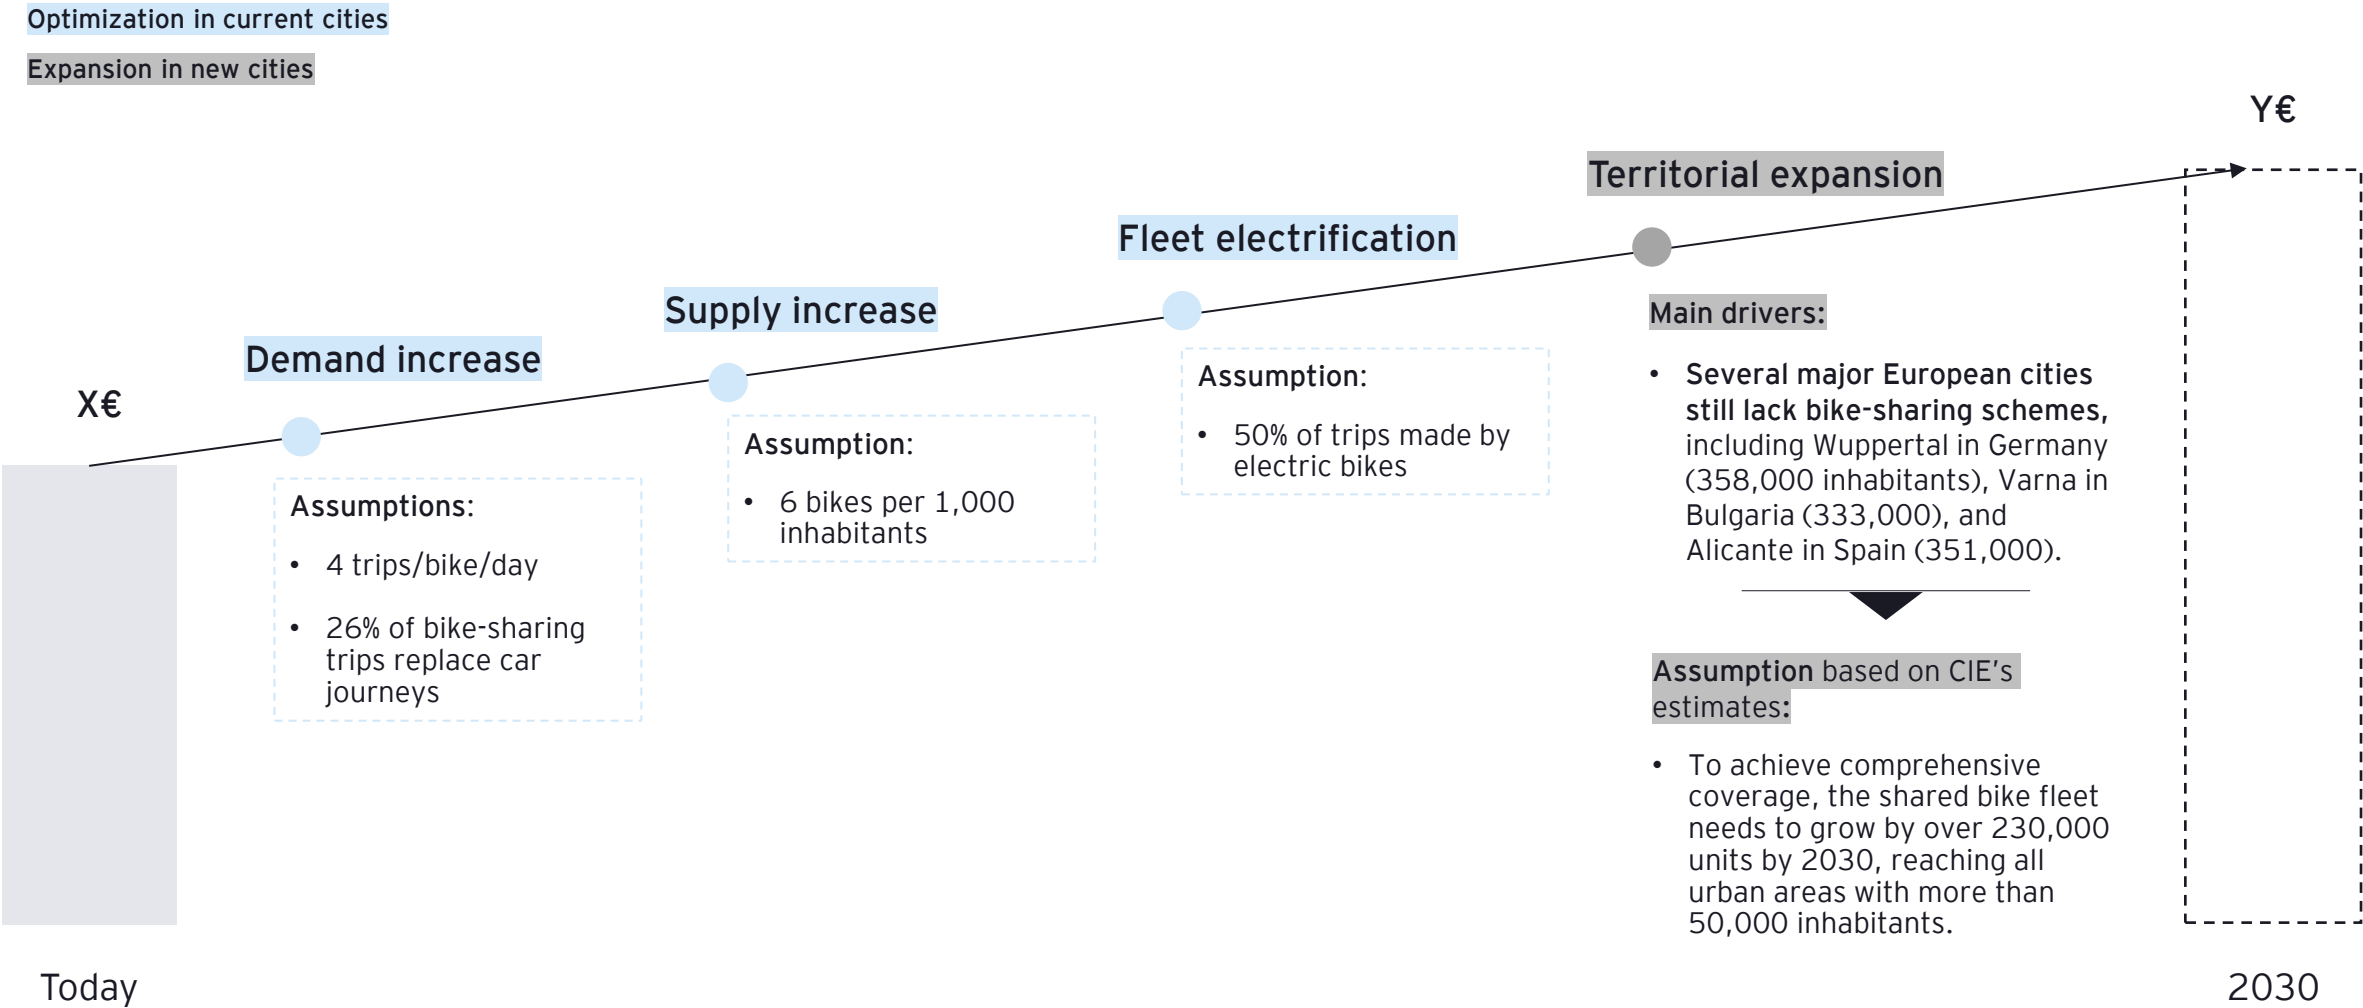 Optimization in current cities
Expansion in new cities
Y€
Territorial expansion
Fleet electrification
Supply increase
Demand increase
X€
Assumptions:
• 4 trips/bike/day
• 26% of bike-sharing
trips replace car
journeys
Assumption:
• 6 bikes per 1,000
inhabitants
Assumption:
• 50% of trips made by
electric bikes
Main drivers:
• Several major European cities
still lack bike-sharing schemes,
including Wuppertal in Germany
(358,000 inhabitants), Varna in
Bulgaria (333,000), and
Alicante in Spain (351,000).
Assumption based on CIE's
estimates:
• To achieve comprehensive
coverage, the shared bike fleet
needs to grow by over 230,000
units by 2030, reaching all
urban areas with more than
50,000 inhabitants.
Today
2030